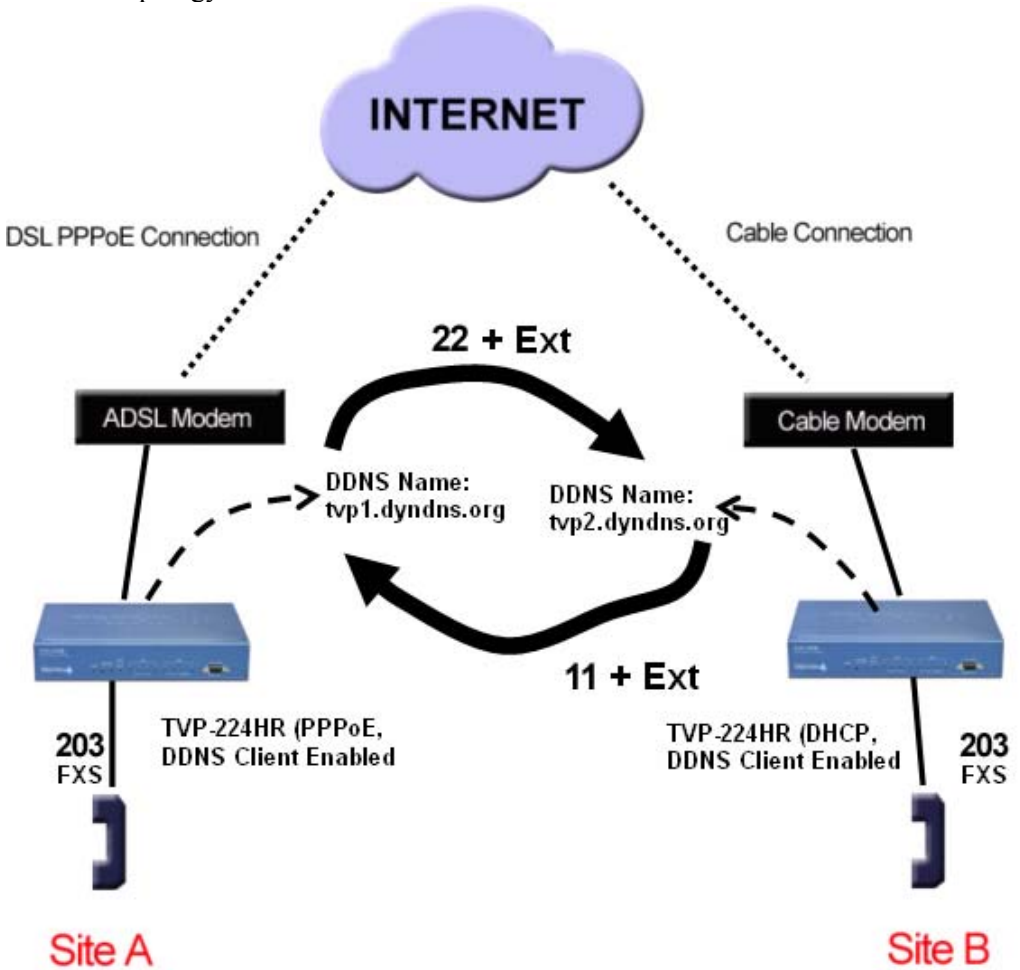 INTERNET
DSL PPPoE Connection
Cable Connection
22 + Ext
ADSL Modem
Cable Modem
DDNS Name:
tvp1.dyndns.org
DDNS Name:
tvp2.dyndns.org
11 + Ext
TVP-224HR (PPPoE,
DDNS Client Enabled
203
FXS
TVP-224HR (DHCP,
DDNS Client Enabled
203
FXS
Site A
Site B